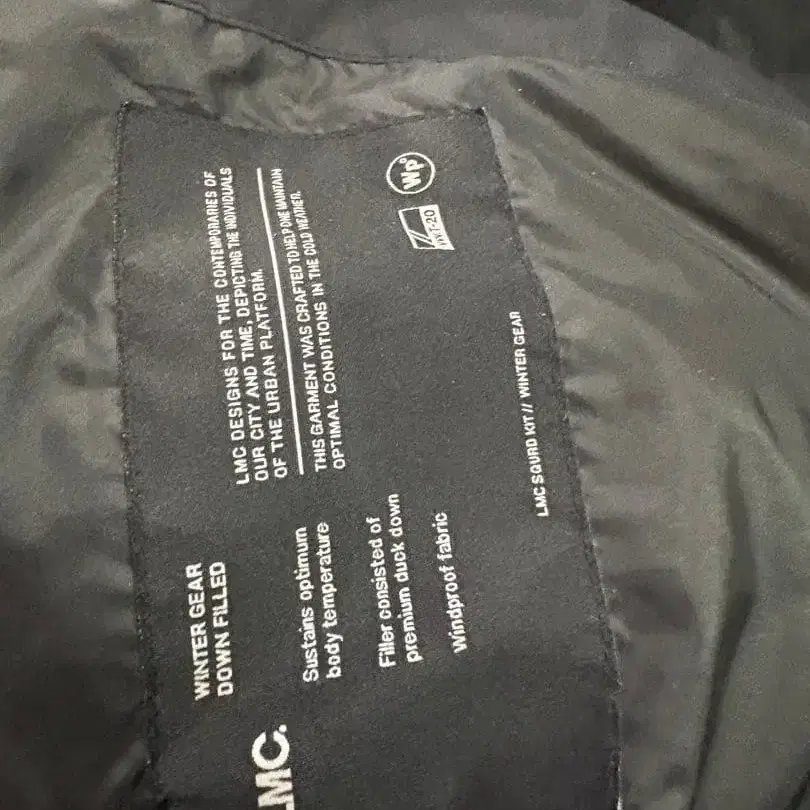 LMC.
WINTER GEAR
DOWN FILLED
Sustains optimum
body temperature
Filler consisted of
premium duck down
Windproof fabric
LMC DESIGNS FOR THE CONTEMPORARIES OF
OUR CITY AND TIME, DEPICTING THE INDIVIDUALS
OF THE URBAN PLATFORM.
THIS GARMENT WAS CRAFTED TO HELP ONE MAINTAIN
OPTIMAL CONDITIONS IN THE COLD WEATHER.
LMC SQURD KIT // WINTER GEAR
Wp°